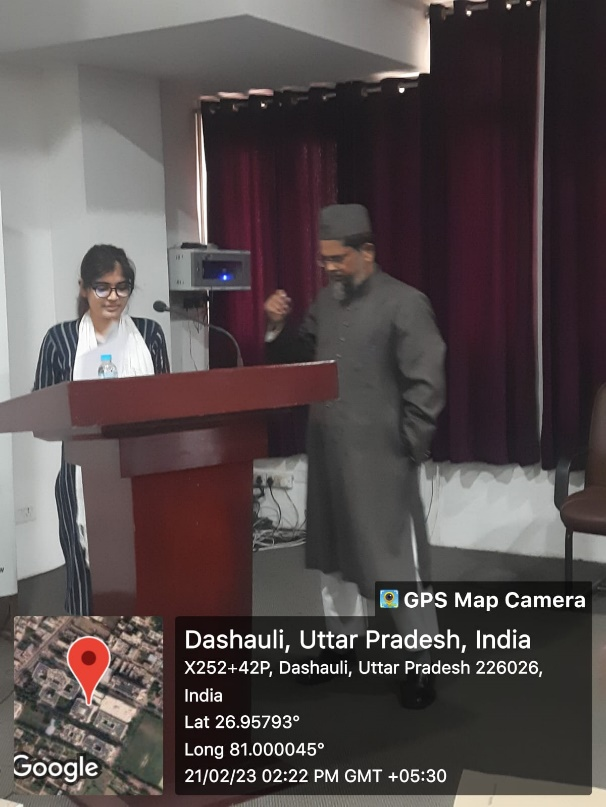 GPS Map Camera
Dashauli, Uttar Pradesh, India
X252+42P, Dashauli, Uttar Pradesh 226026,
India
Lat 26.95793°
Long 81.000045°
21/02/23 02:22 PM GMT +05:30
Google